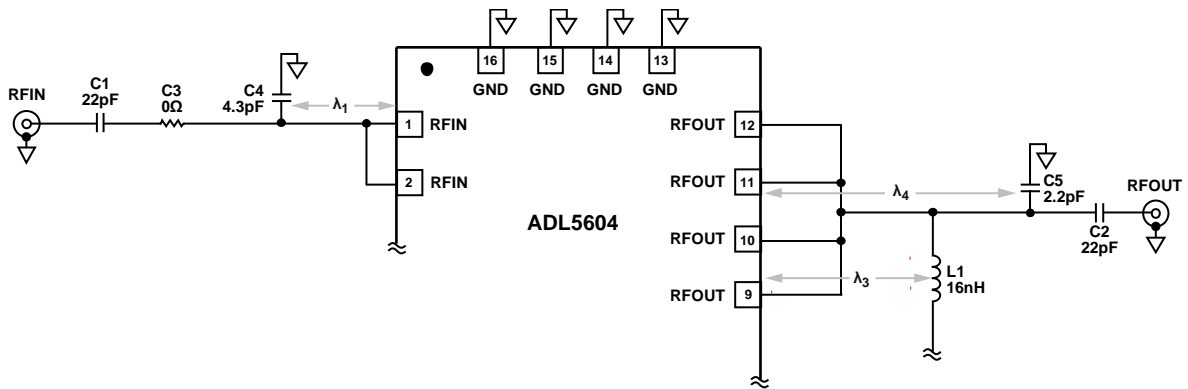 16
15
14
13
GND
GND
GND
GND
RFIN
C1
22pF
C3
0Ω
C4
4.3pF
λ1
1
RFIN
2
RFIN
ADL5604
RFOUT
12
RFOUT
11
RFOUT
10
RFOUT
9
λ4
λ3
C5
2.2pF
RFOUT
C2
22pF
L1
16nH